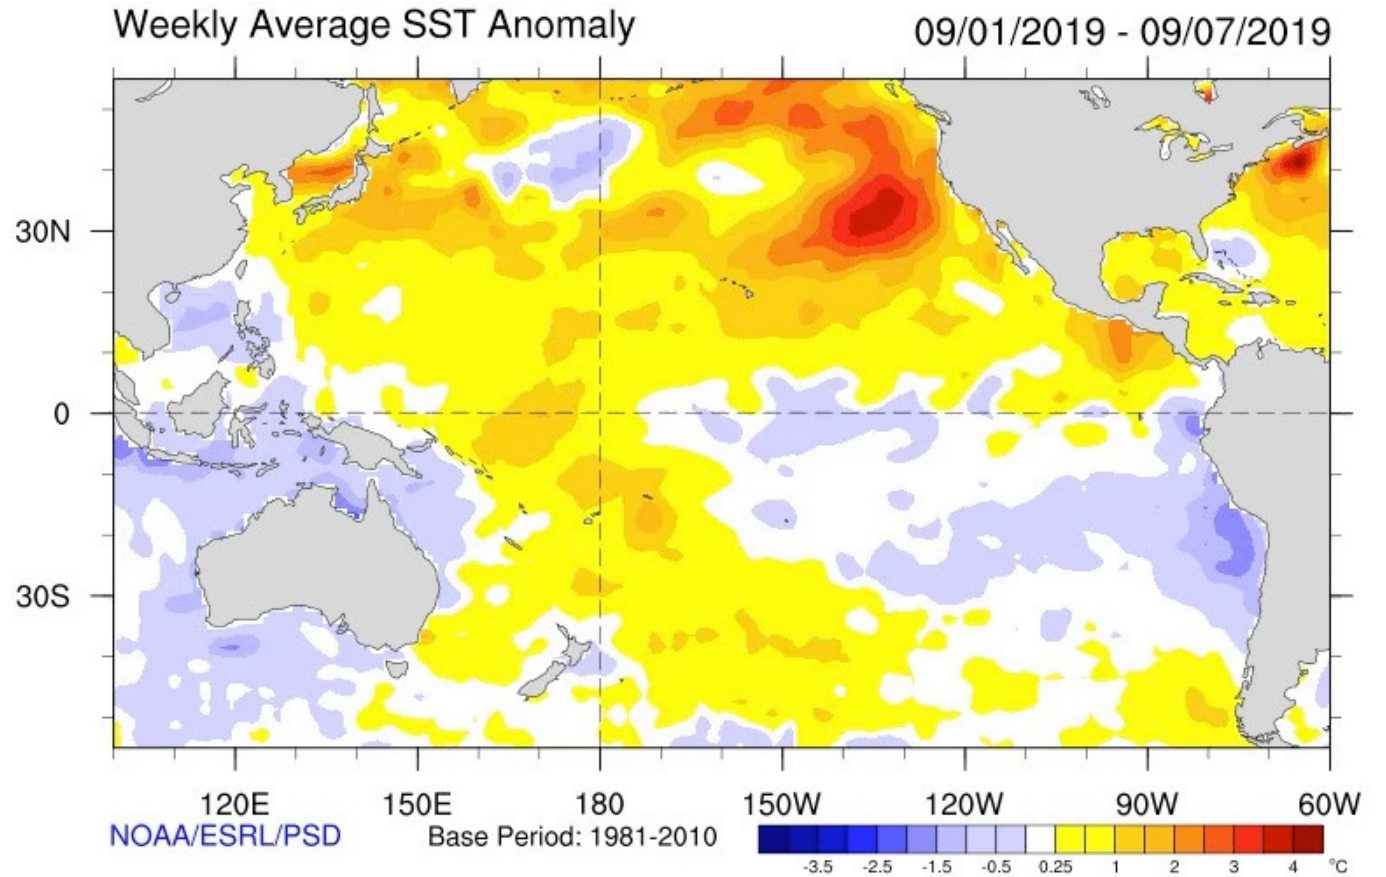 Weekly Average SST Anomaly 09/01/2019 - 09/07/2019
30N
0
30S
120E 150E 180 150W 120W 90W 60W
NOAA/ESRL/PSD Base Period: 1981-2010
-3.5 -2.5 -1.5 -0.5 0.25 1 2 3 4 °C